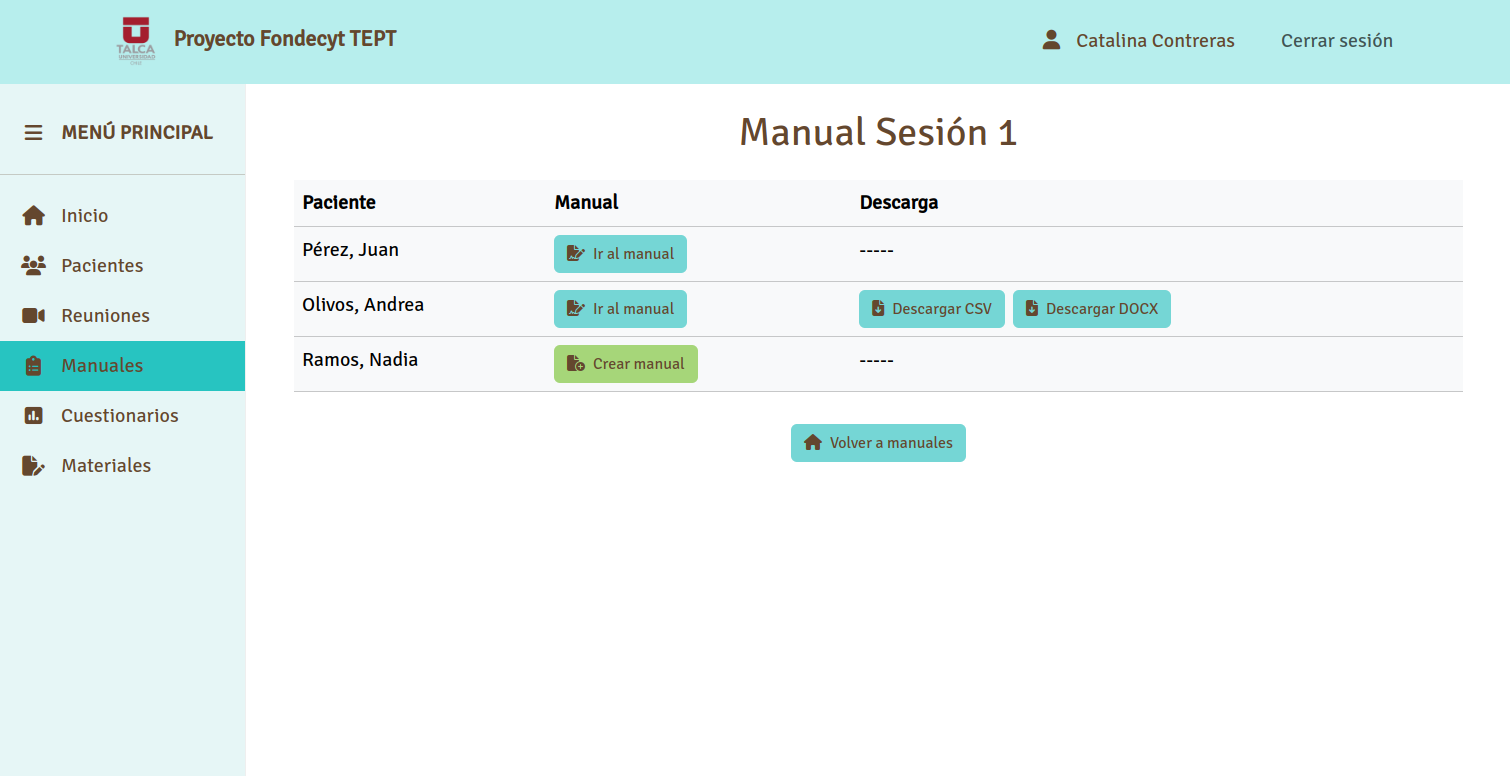 TALCA
UNIVERSIDAD
CHILE
Proyecto Fondecyt TEPT
Catalina Contreras
Cerrar sesión
MENÚ PRINCIPAL
Inicio
Pacientes
Reuniones
Manuales
Cuestionarios
Materiales
Manual Sesión 1
Paciente Manual Descarga
Pérez, Juan Ir al manual -----
Olivos, Andrea Ir al manual Descargar CSV Descargar DOCX
Ramos, Nadia Crear manual -----
Volver a manuales